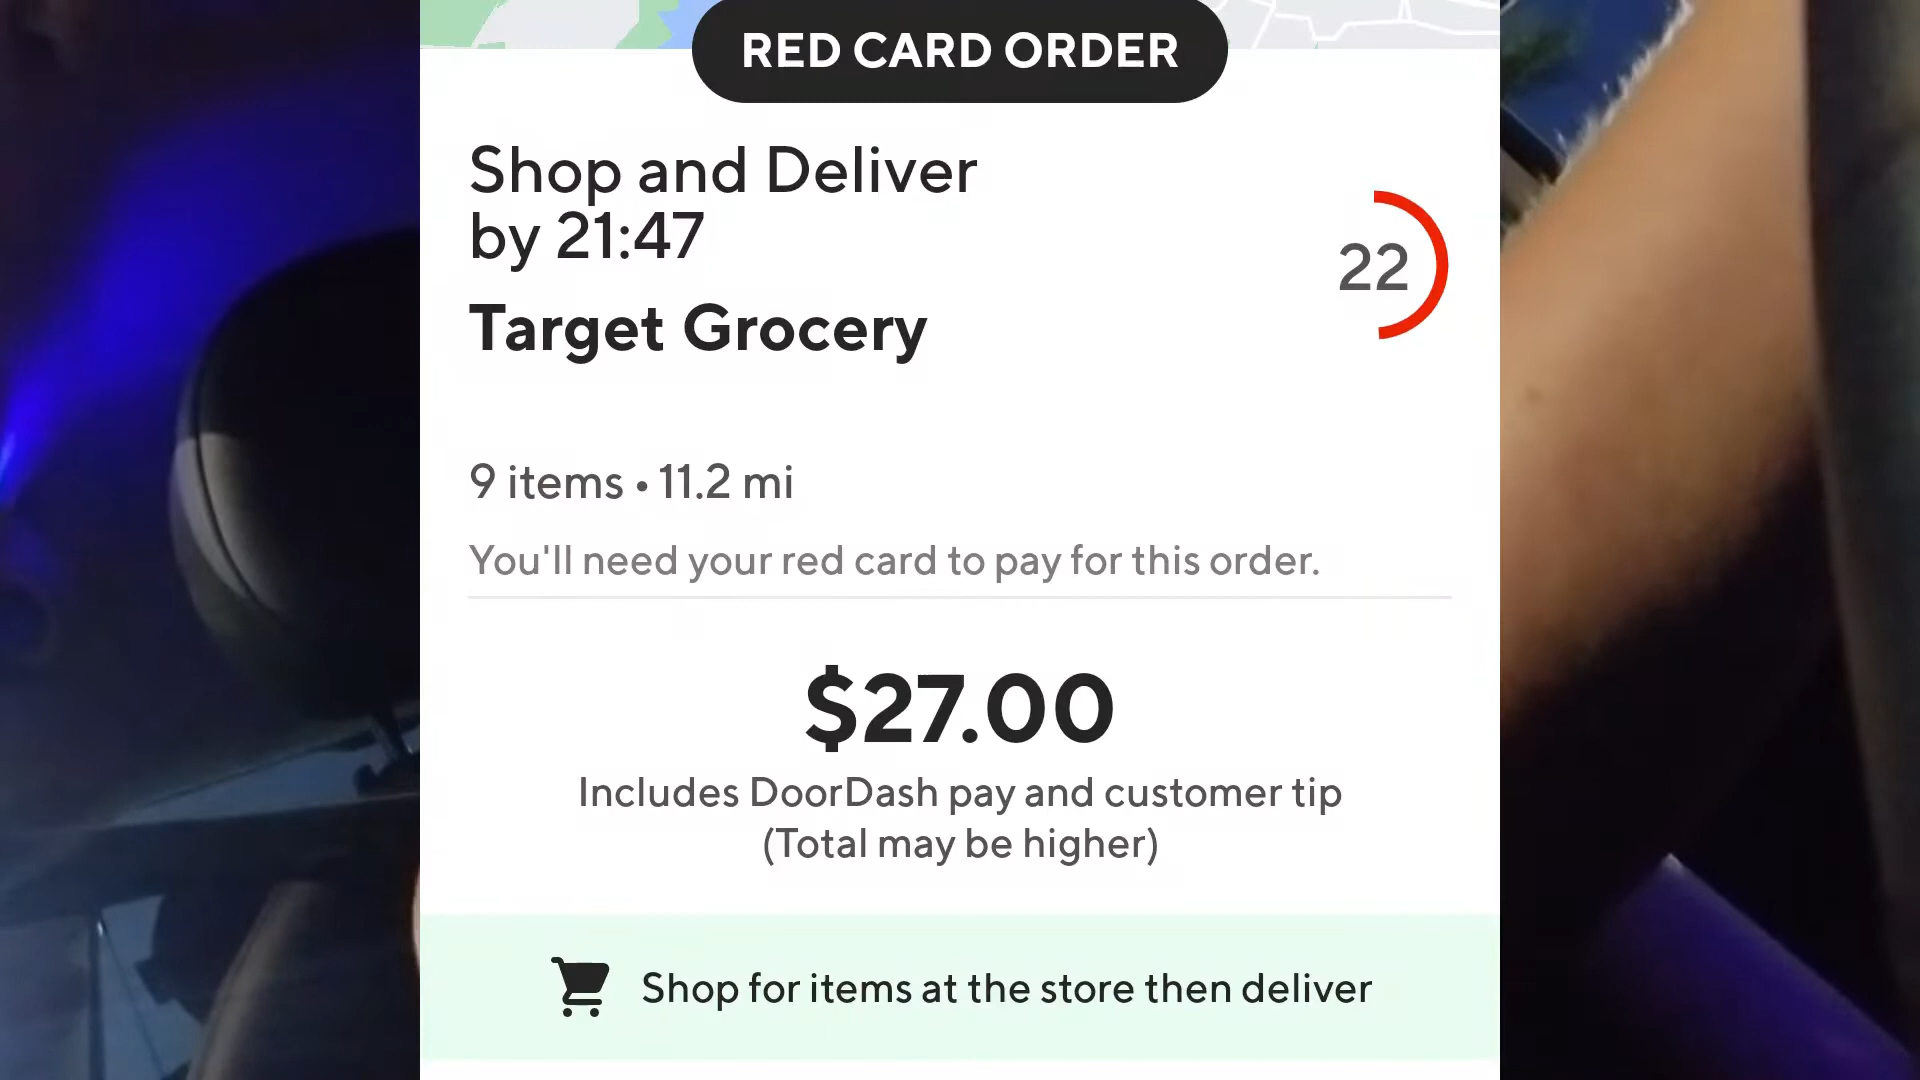 RED CARD ORDER
Shop and Deliver
by 21:47
22
Target Grocery
9 items • 11.2 mi
You'll need your red card to pay for this order.
$27.00
Includes DoorDash pay and customer tip
(Total may be higher)
Shop for items at the store then deliver